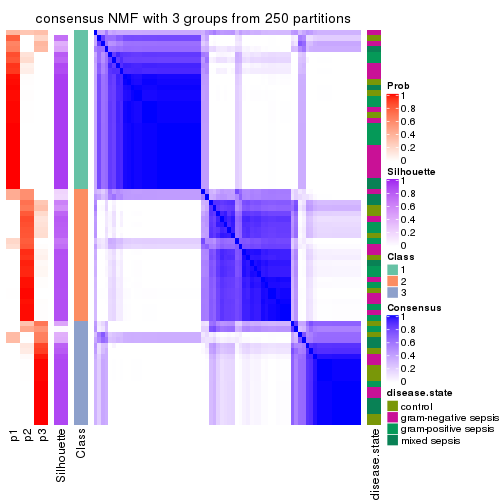 consensus NMF with 3 groups from 250 partitions
Prob
1
0.8
0.6
0.4
0.2
0
Silhouette
1
0.8
0.6
0.4
0.2
0
Class
1
2
3
Consensus
1
0.8
0.6
0.4
0.2
0
disease.state
control
gram-negative sepsis
gram-positive sepsis
mixed sepsis
p1
p2
p3
Silhouette
Class
disease.state